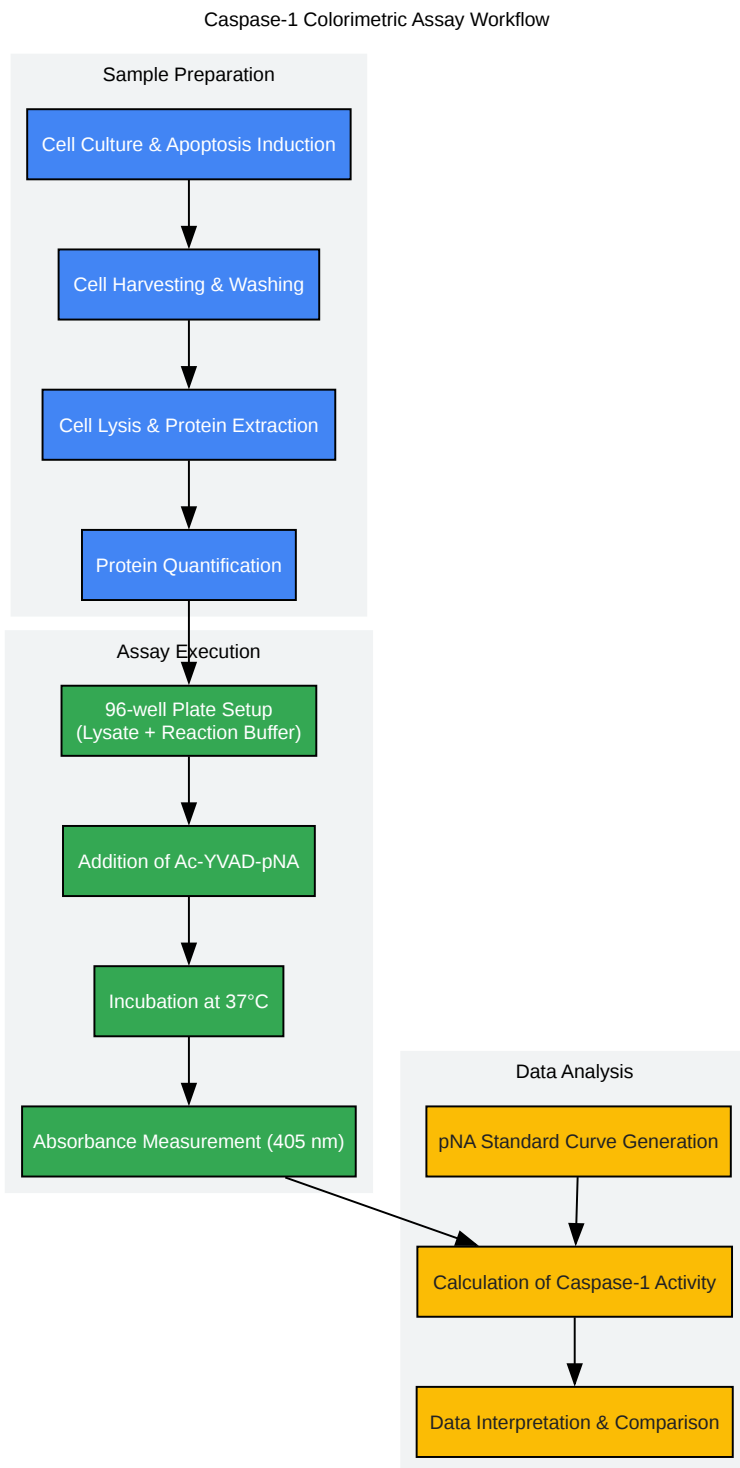 Caspase-1 Colorimetric Assay Workflow
Sample Preparation
Cell Culture & Apoptosis Induction
Cell Harvesting & Washing
Cell Lysis & Protein Extraction
Protein Quantification
Assay Execution
96-well Plate Setup
(Lysate + Reaction Buffer)
Addition of Ac-YVAD-pNA
Incubation at 37°C
Absorbance Measurement (405 nm)
Data Analysis
pNA Standard Curve Generation
Calculation of Caspase-1 Activity
Data Interpretation & Comparison